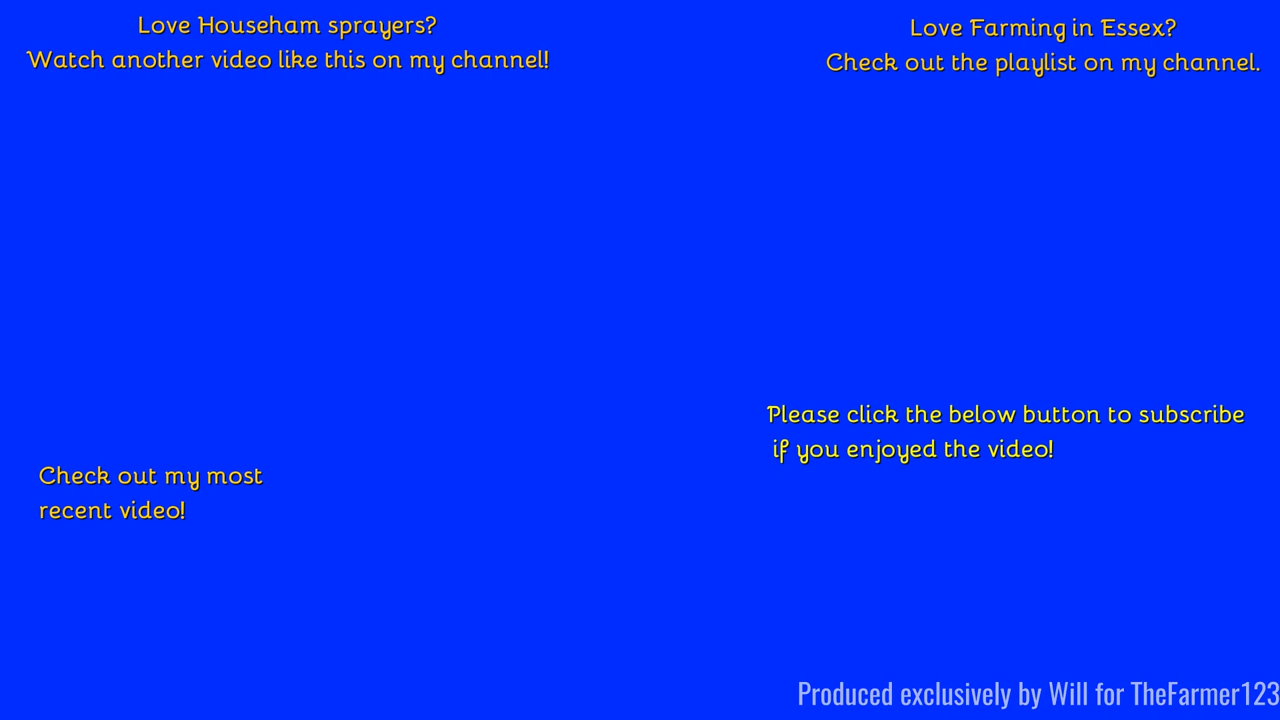 Love Househam sprayers?
Watch another video like this on my channel!
Love Farming in Essex?
Check out the playlist on my channel.
Please click the below button to subscribe
if you enjoyed the video!
Check out my most
recent video!
Produced exclusively by Will for TheFarmer123